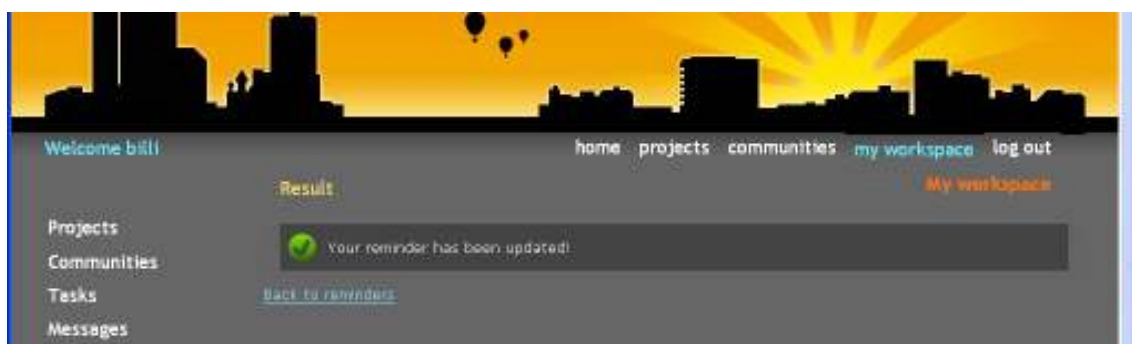 Welcome billi
home projects communities my workspace log out
Result
My workspace
Projects
Communities
Tasks
Messages
Your reminder has been updated!
Back to reminders